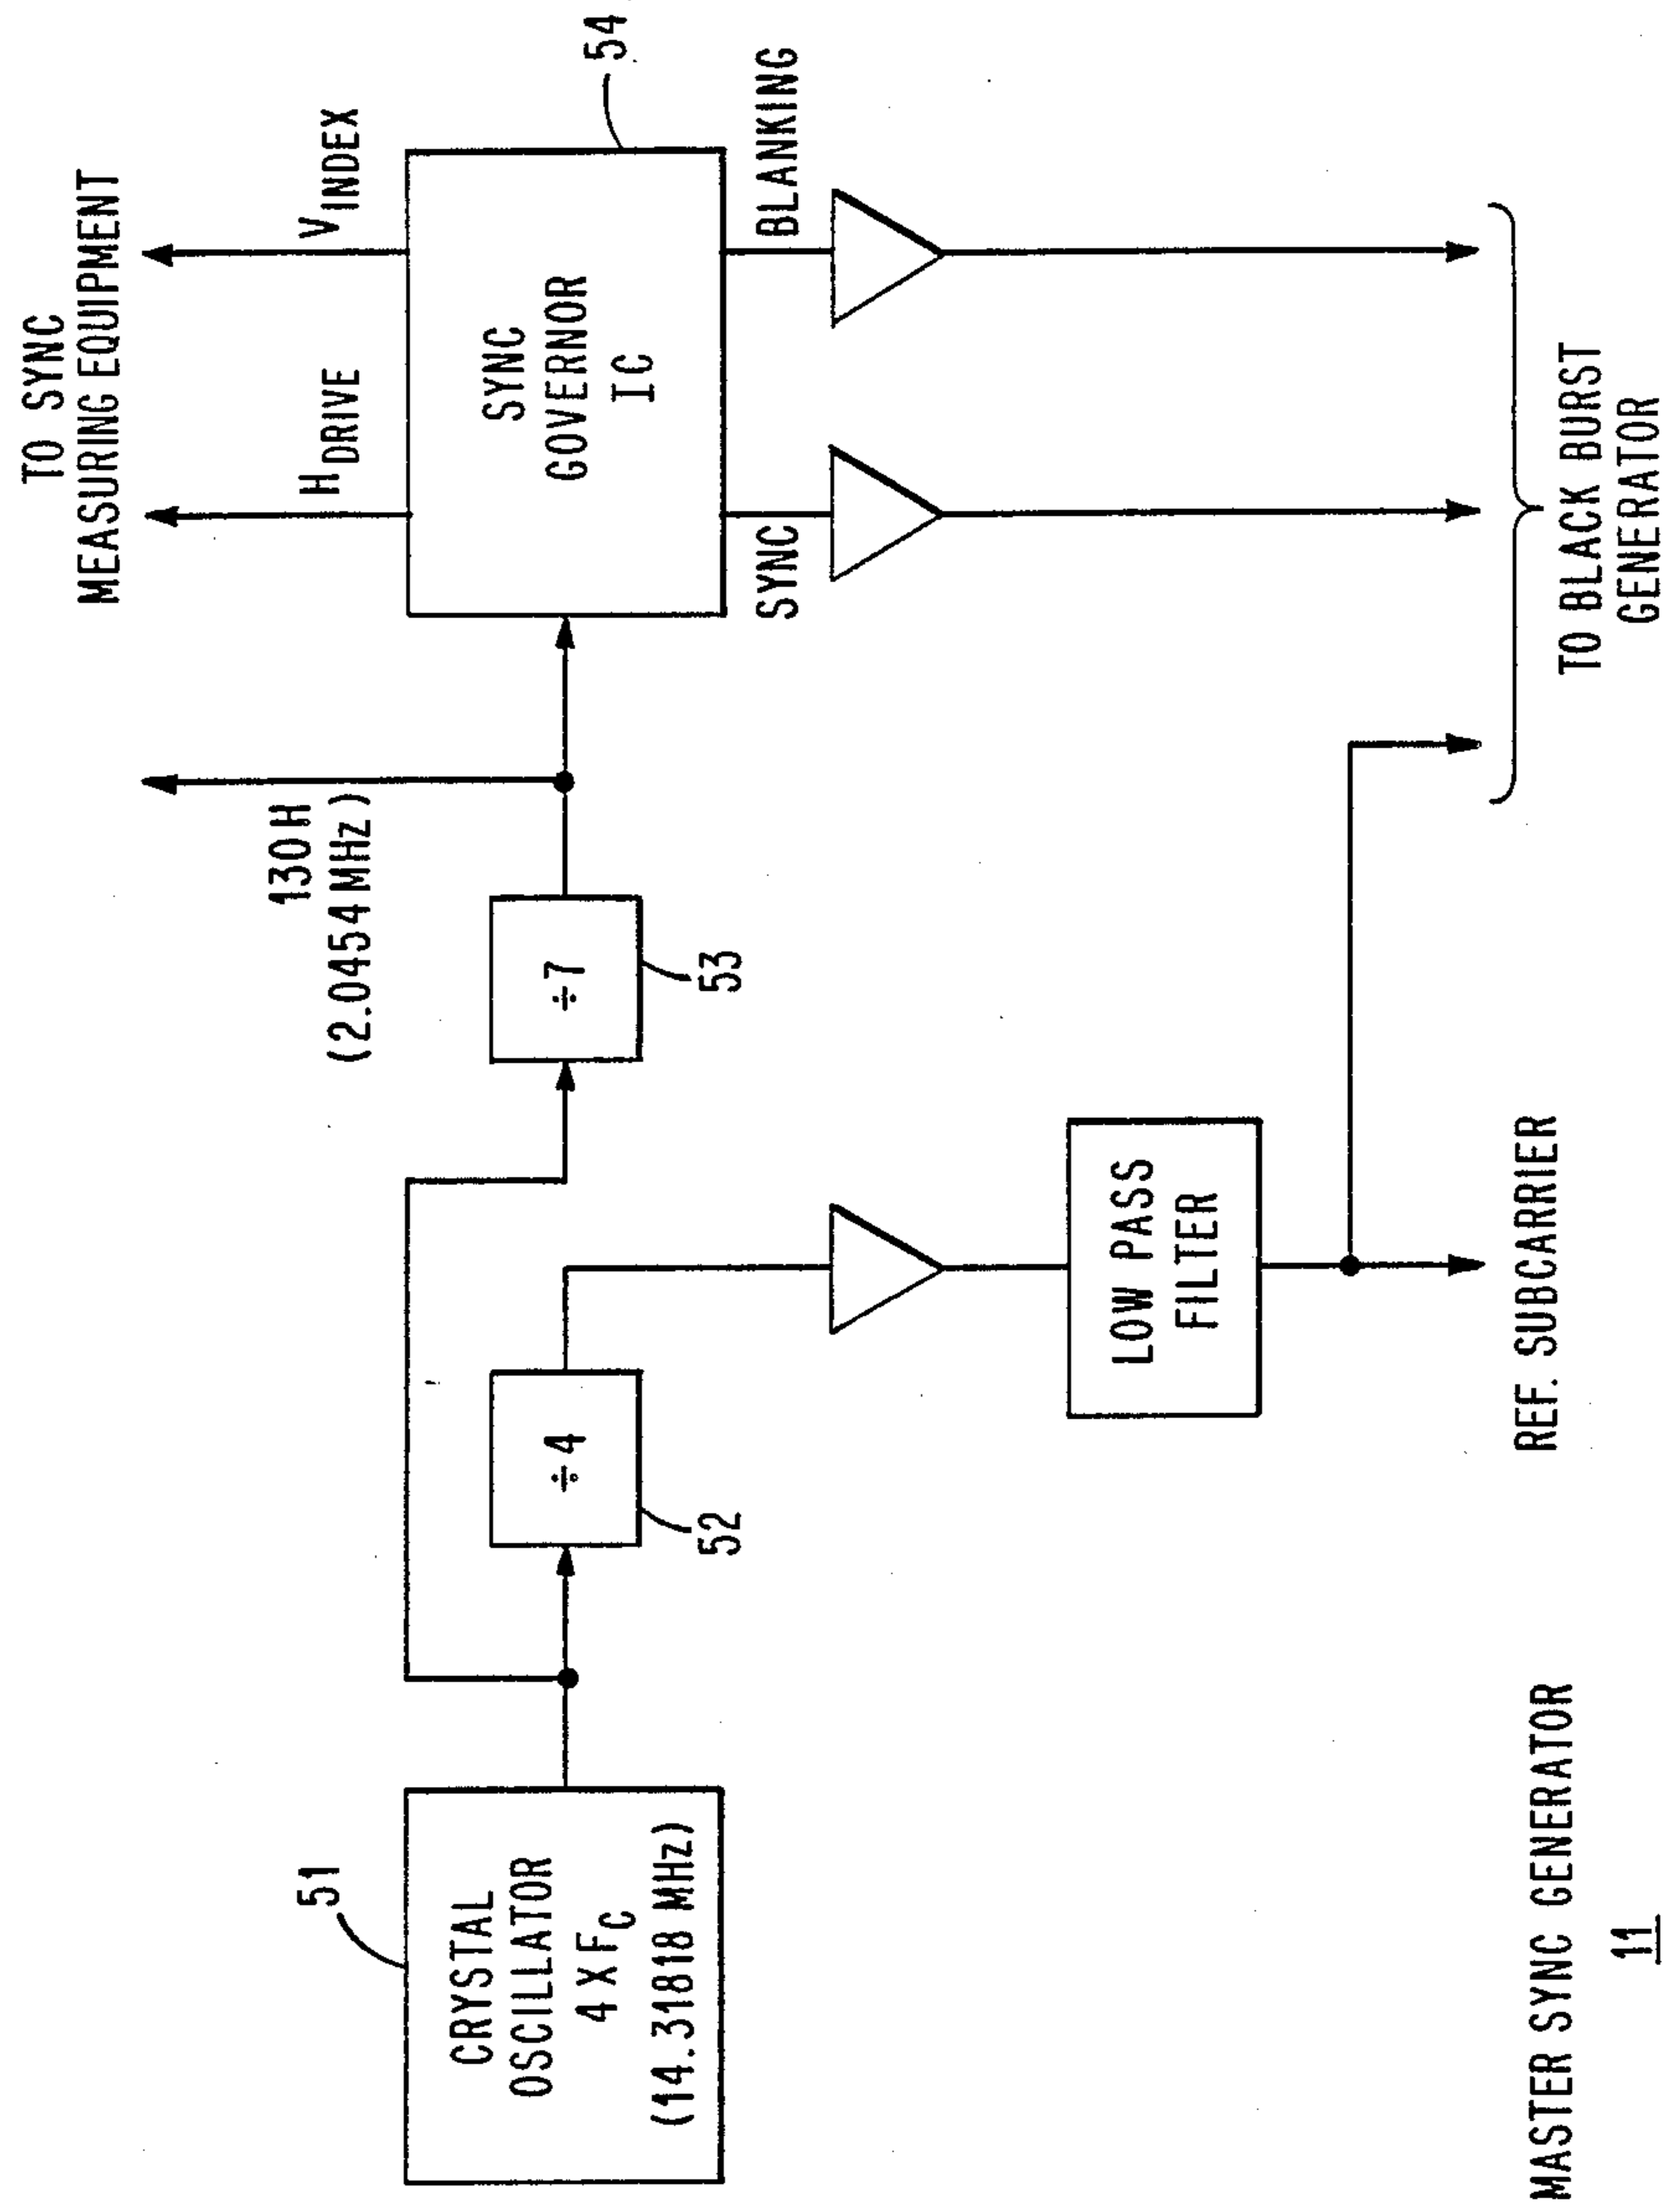 TO SYNC
MEASURING EQUIPMENT
130H
(2.0454 MHz)
H DRIVE
V INDEX
51
CRYSTAL
OSCILLATOR
4 X FC
(14.31818 MHz)
÷4
52
÷7
53
SYNC
GOVERNOR
IC
54
SYNC
BLANKING
LOW PASS
FILTER
REF. SUBCARRIER
TO BLACK BURST
GENERATOR
MASTER SYNC GENERATOR
11